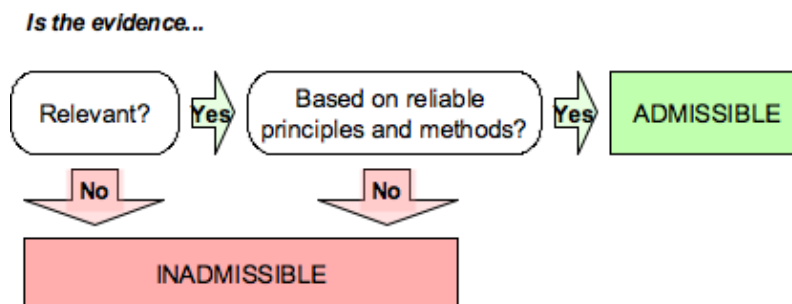 Is the evidence...
Relevant?
Yes
Based on reliable
principles and methods?
Yes
ADMISSIBLE
No
No
INADMISSIBLE